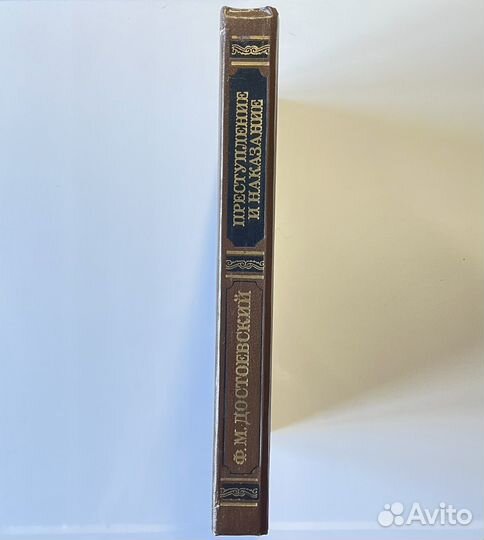 ПРЕСТУПЛЕНИЕ
И НАКАЗАНИЕ
Ф. М. ДОСТОЕВСКИЙ
Avito